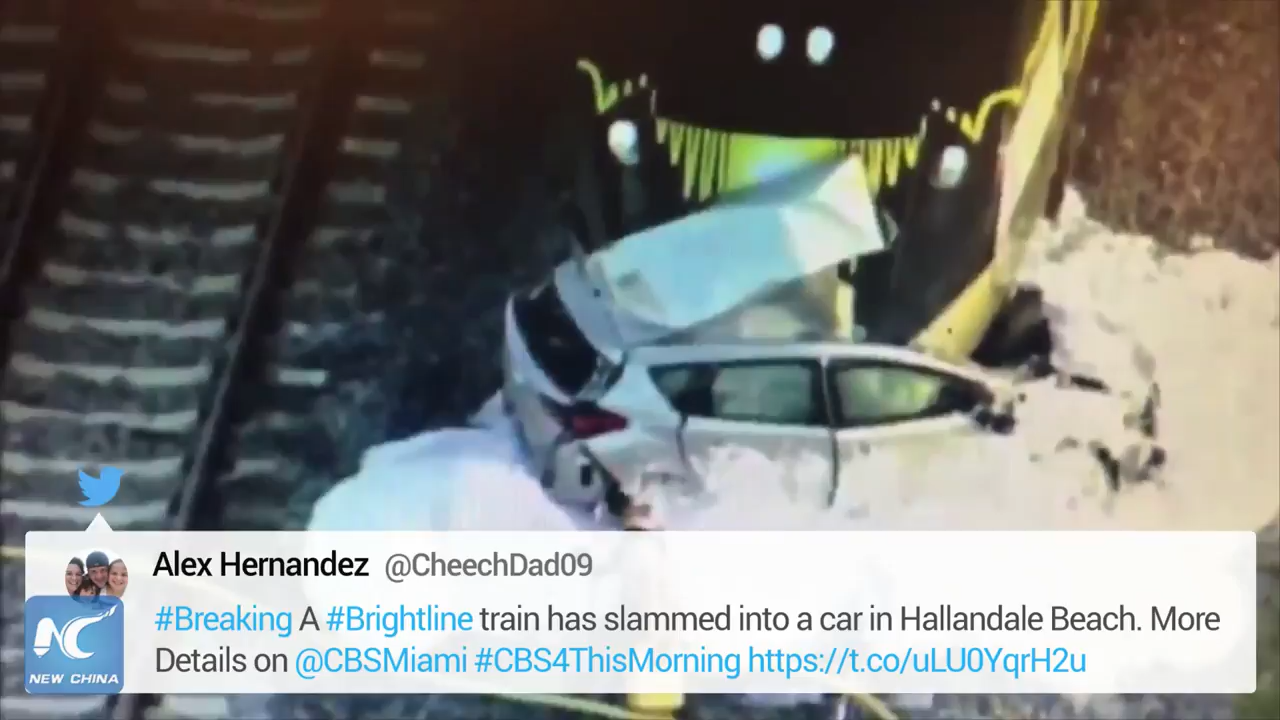 Alex Hernandez @CheechDad09
#Breaking A #Brightline train has slammed into a car in Hallandale Beach. More
Details on @CBSMiami #CBS4ThisMorning https://t.co/uLU0YqrH2u
NC
NEW CHINA